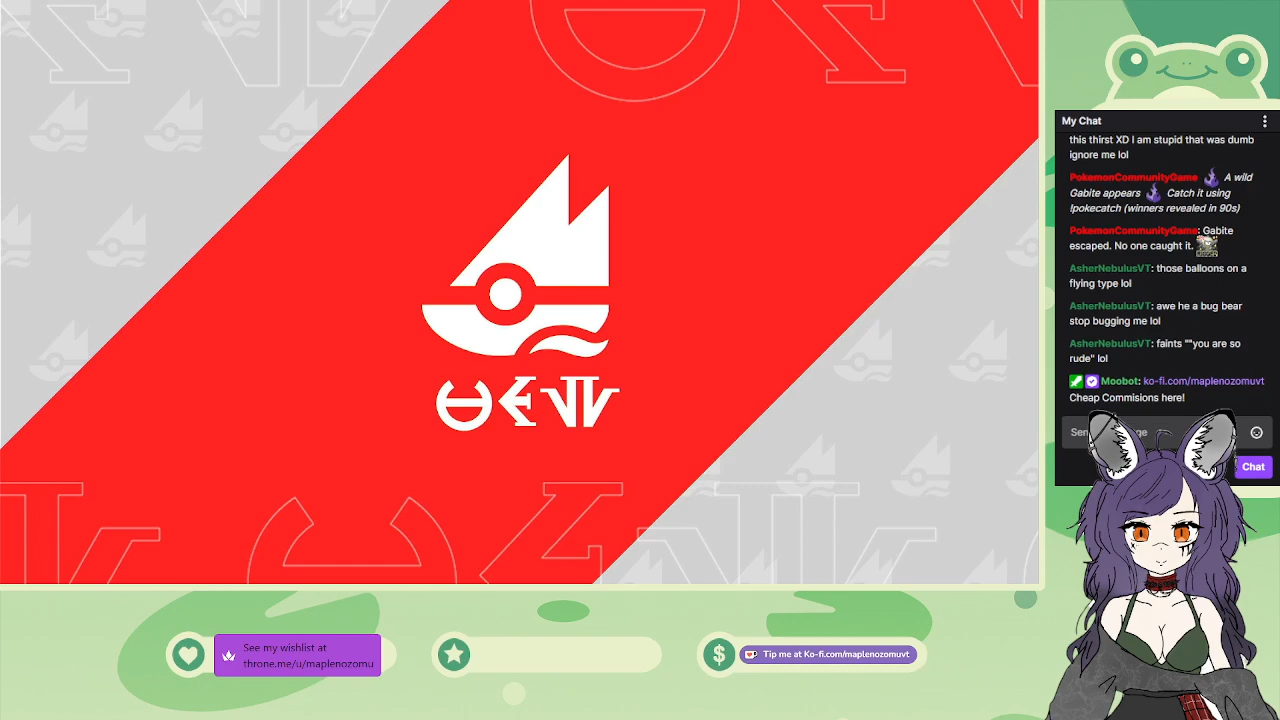 My Chat
this thirst XD I am stupid that was dumb
ignore me lol
PokemonCommunityGame A wild
Gabite appears Catch it using
!pokecatch (winners revealed in 90s)
PokemonCommunityGame: Gabite
escaped. No one caught it.
AsherNebulusVT: those balloons on a
flying type lol
AsherNebulusVT: awe he a bug bear
stop bugging me lol
AsherNebulusVT: faints ""you are so
rude" lol
Moobot: ko-fi.com/maplenozomuvt
Cheap Commisions here!
Chat
See my wishlist at
throne.me/u/maplenozomu
$ Tip me at Ko-fi.com/maplenozomuvt